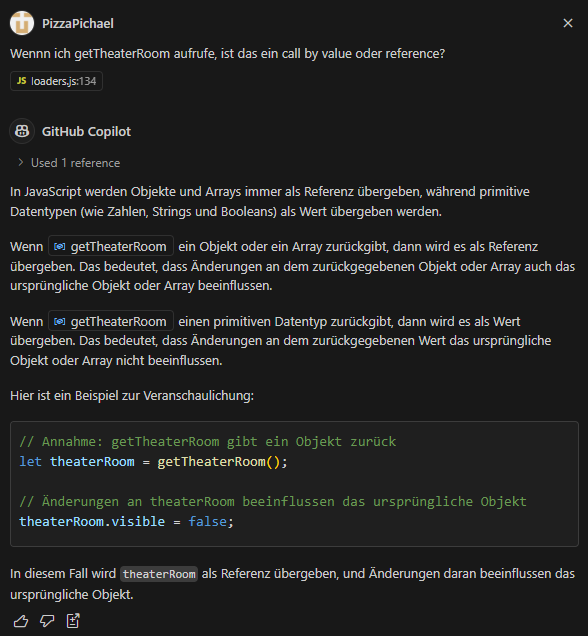 PizzaPichael
Wennn ich getTheaterRoom aufrufe, ist das ein call by value oder reference?
JS loaders.js:134
GitHub Copilot
Used 1 reference
In JavaScript werden Objekte und Arrays immer als Referenz übergeben, während primitive
Datentypen (wie Zahlen, Strings und Booleans) als Wert übergeben werden.
Wenn getTheaterRoom ein Objekt oder ein Array zurückgibt, dann wird es als Referenz
übergeben. Das bedeutet, dass Änderungen an dem zurückgegebenen Objekt oder Array auch das
ursprüngliche Objekt oder Array beeinflussen.
Wenn getTheaterRoom einen primitiven Datentyp zurückgibt, dann wird es als Wert
übergeben. Das bedeutet, dass Änderungen an dem zurückgegebenen Wert das ursprüngliche
Objekt oder Array nicht beeinflussen.
Hier ist ein Beispiel zur Veranschaulichung:
// Annahme: getTheaterRoom gibt ein Objekt zurück
let theaterRoom = getTheaterRoom();
// Änderungen an theaterRoom beeinflussen das ursprüngliche Objekt
theaterRoom.visible = false;
In diesem Fall wird theaterRoom als Referenz übergeben, und Änderungen daran beeinflussen das
ursprüngliche Objekt.